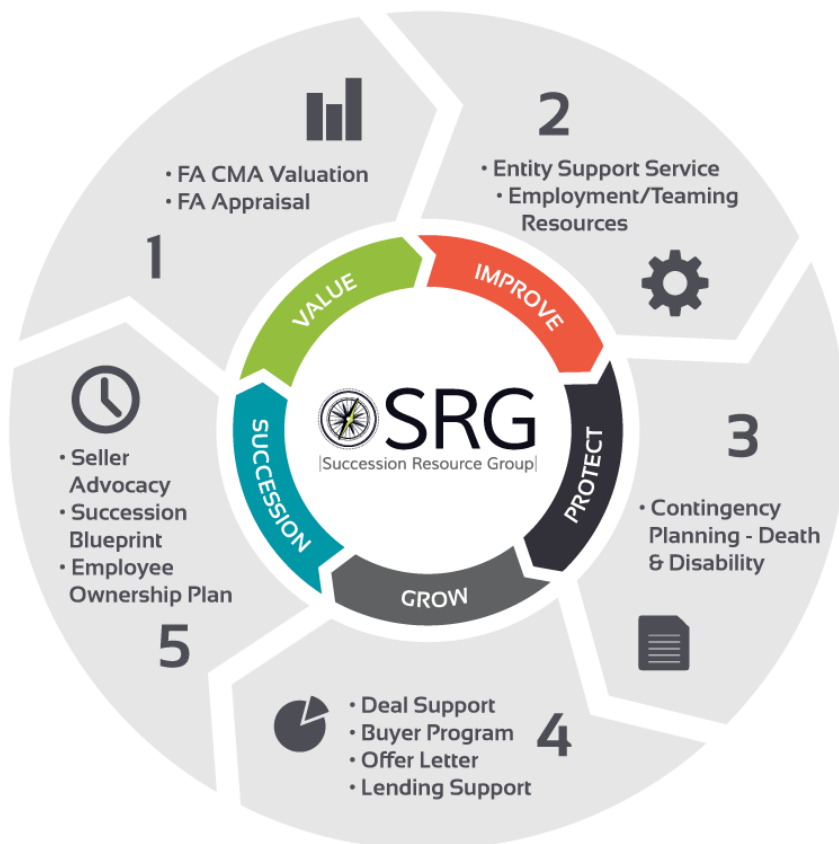 1
• FA CMA Valuation
• FA Appraisal
VALUE
2
• Entity Support Service
• Employment/Teaming
Resources
IMPROVE
3
• Contingency
Planning - Death
& Disability
PROTECT
4
• Deal Support
• Buyer Program
• Offer Letter
• Lending Support
GROW
5
• Seller
Advocacy
• Succession
Blueprint
• Employee
Ownership Plan
SUCCESSION
SRG
|Succession Resource Group|